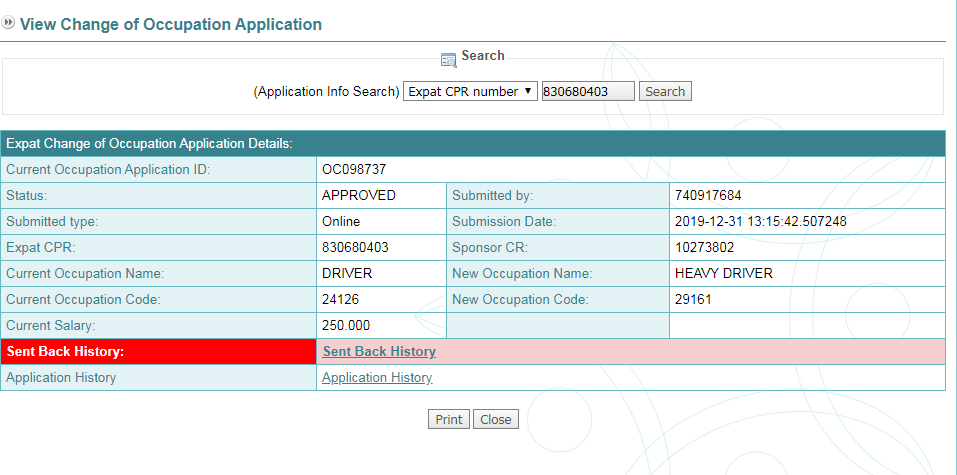 View Change of Occupation Application
Search
(Application Info Search) Expat CPR number 830680403 Search
Expat Change of Occupation Application Details:
Current Occupation Application ID: OC098737
Status: APPROVED Submitted by: 740917684
Submitted type: Online Submission Date: 2019-12-31 13:15:42.507248
Expat CPR: 830680403 Sponsor CR: 10273802
Current Occupation Name: DRIVER New Occupation Name: HEAVY DRIVER
Current Occupation Code: 24126 New Occupation Code: 29161
Current Salary: 250.000
Sent Back History: Sent Back History
Application History Application History
Print Close